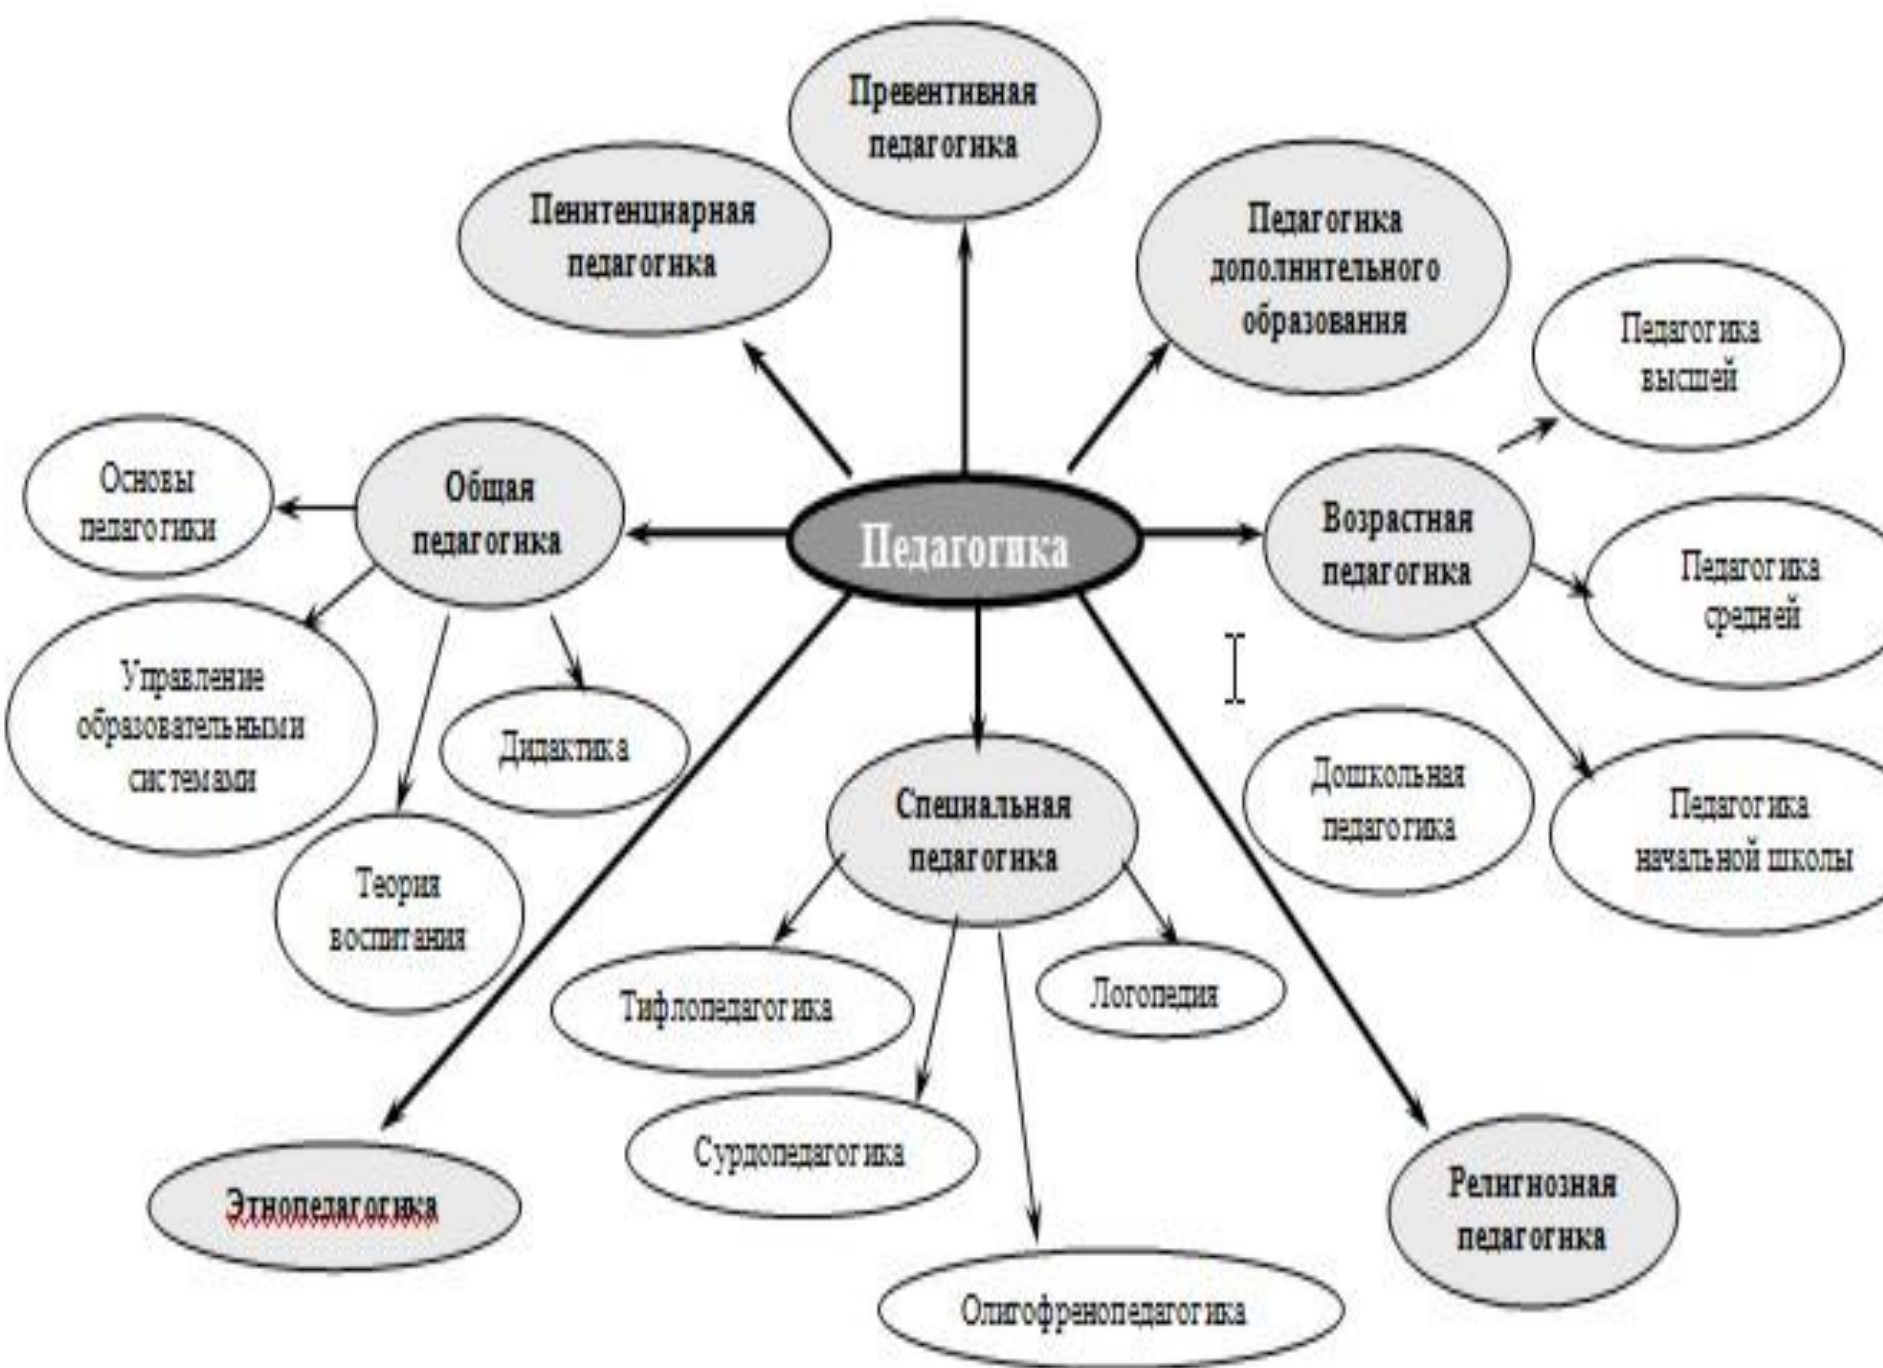 Превентивная
педагогика
Пенитенциарная
педагогика
Педагогика
дополнительного
образования
Педагогика
высшей
Основы
педагогики
Общая
педагогика
Педагогика
Возрастная
педагогика
Педагогика
средней
Управление
образовательными
системами
Дидактика
Теория
воспитания
Специальная
педагогика
Дошкольная
педагогика
Педагогика
начальной школы
Тифлопедагогика
Логопедия
Сурдопедагогика
Этнопедагогика
Религиозная
педагогика
Олигофренопедагогика